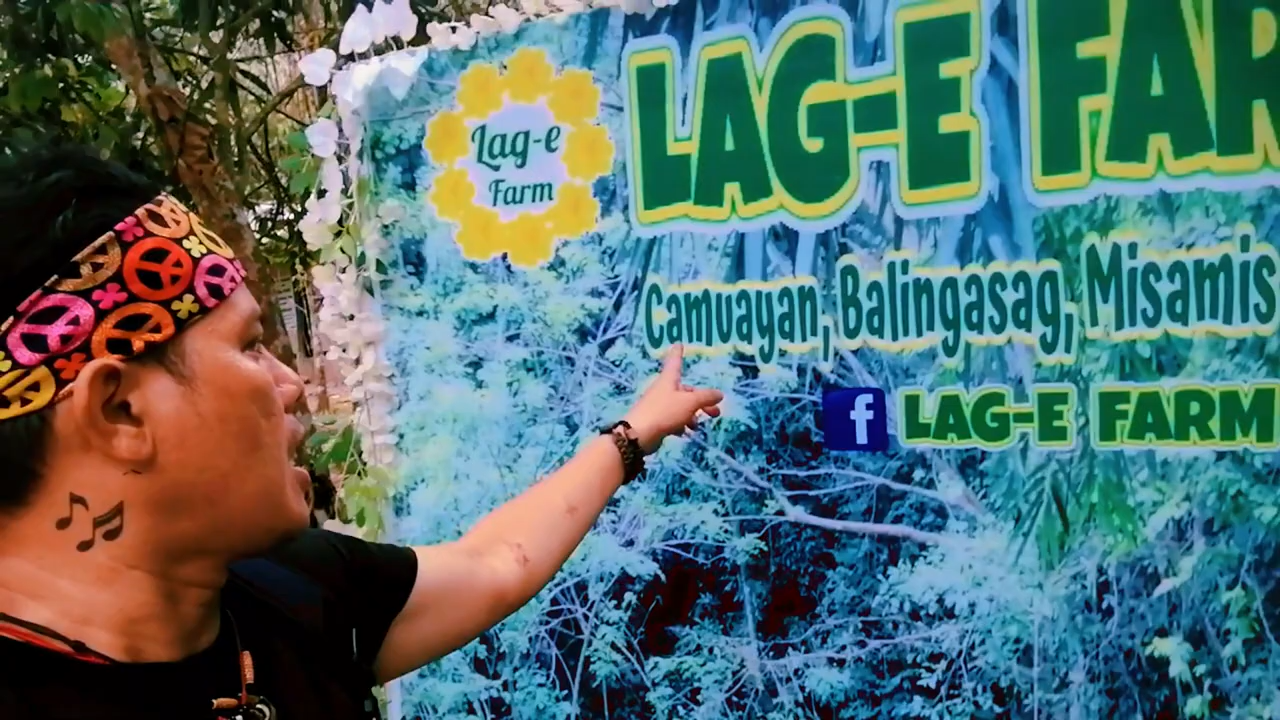 Lag-e
Farm
LAG-E FAR
Camuayan, Balingasag, Misamis
f LAG-E FARM